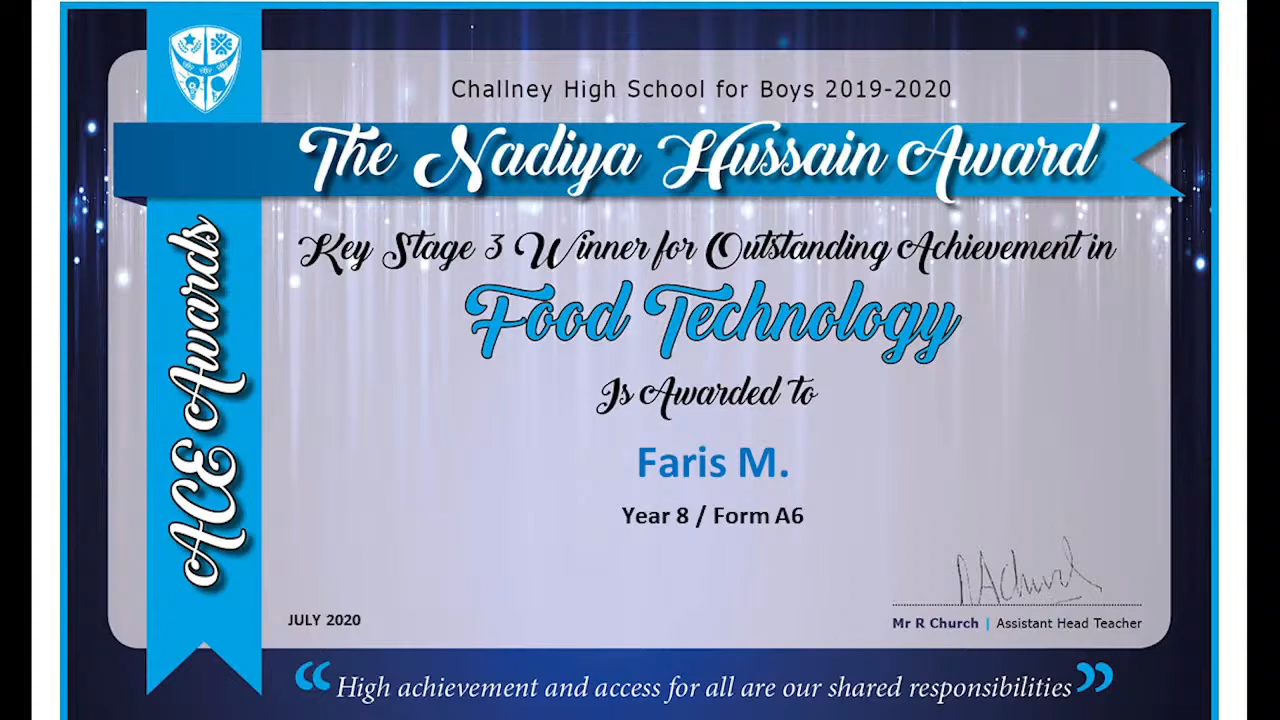 Challney High School for Boys 2019-2020
The Nadiya Hussain Award
Key Stage 3 Winner for Outstanding Achievement in
Food Technology
Is Awarded to
Faris M.
Year 8 / Form A6
ACE Awards
JULY 2020
Mr R Church | Assistant Head Teacher
“High achievement and access for all are our shared responsibilities”